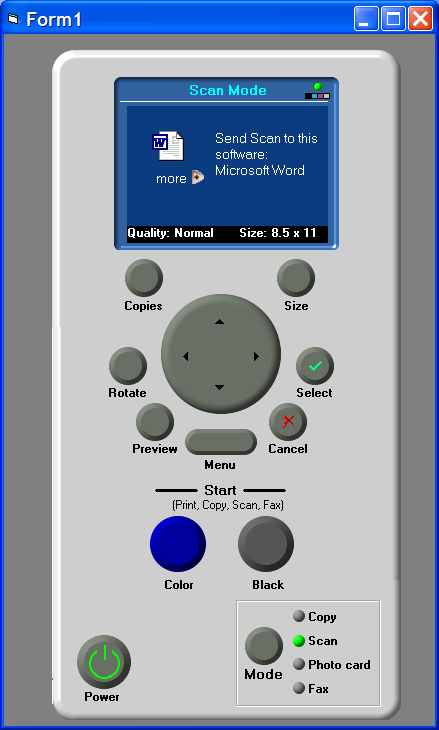 Form1
Scan Mode
W
Send Scan to this
software:
Microsoft Word
more
Quality: Normal Size: 8.5 x 11
Copies Size
Rotate Select
Preview Cancel
Menu
Start
(Print, Copy, Scan, Fax)
Color Black
Copy
Scan
Mode
Photo card
Fax
Power